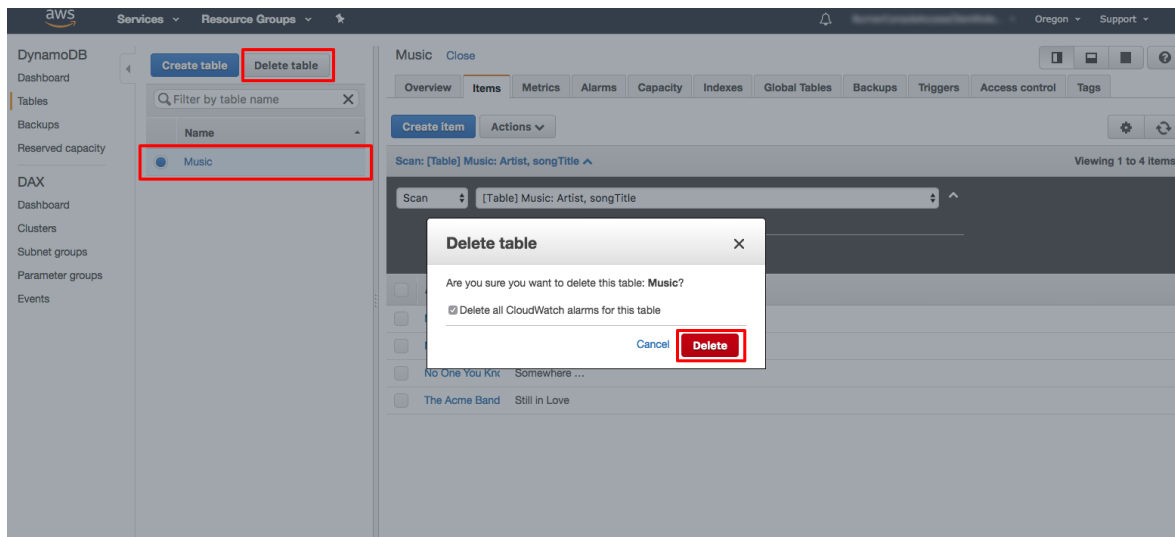 aws Services Resource Groups Oregon Support
DynamoDB
Dashboard
Tables
Backups
Reserved capacity
DAX
Dashboard
Clusters
Subnet groups
Parameter groups
Events
Create table Delete table
Filter by table name
Name
Music
Music Close
Overview Items Metrics Alarms Capacity Indexes Global Tables Backups Triggers Access control Tags
Create item Actions
Scan: [Table] Music: Artist, songTitle Viewing 1 to 4 items
Scan [Table] Music: Artist, songTitle
Delete table
Are you sure you want to delete this table: Music?
Delete all CloudWatch alarms for this table
Cancel Delete
No One You Kno Somewhere ...
The Acme Band Still in Love